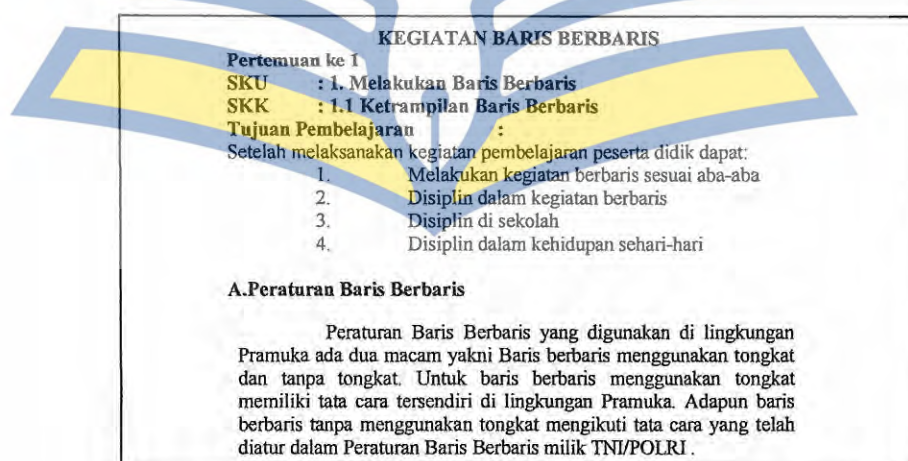 KEGIATAN BARIS BERBARIS
Pertemuan ke 1
SKU : 1. Melakukan Baris Berbaris
SKK : 1.1 Ketrampilan Baris Berbaris
Tujuan Pembelajaran :
Setelah melaksanakan kegiatan pembelajaran peserta didik dapat:
1. Melakukan kegiatan berbaris sesuai aba-aba
2. Disiplin dalam kegiatan berbaris
3. Disiplin di sekolah
4. Disiplin dalam kehidupan sehari-hari
A.Peraturan Baris Berbaris
Peraturan Baris Berbaris yang digunakan di lingkungan
Pramuka ada dua macam yakni Baris berbaris menggunakan tongkat
dan tanpa tongkat. Untuk baris berbaris menggunakan tongkat
memiliki tata cara tersendiri di lingkungan Pramuka. Adapun baris
berbaris tanpa menggunakan tongkat mengikuti tata cara yang telah
diatur dalam Peraturan Baris Berbaris milik TNI/POLRI .